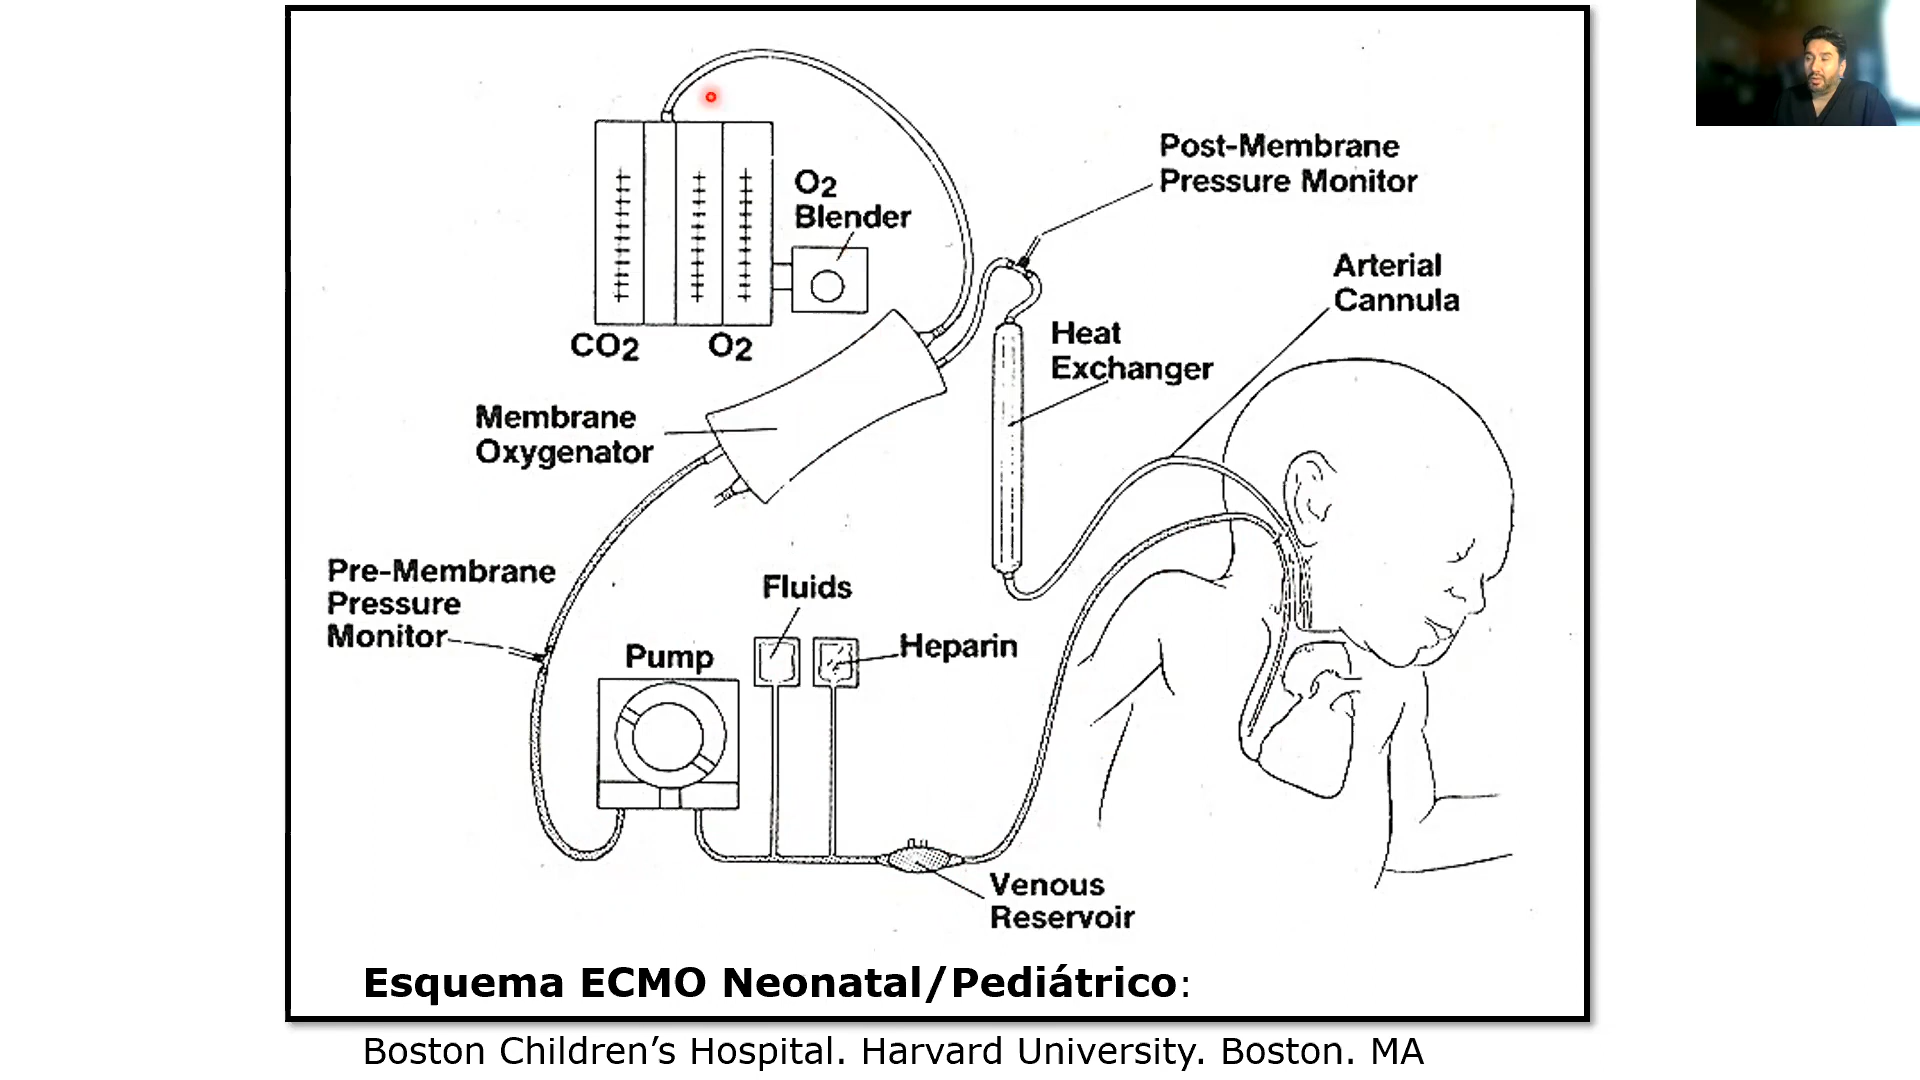 Post-Membrane
Pressure Monitor
O2
Blender
Arterial
Cannula
CO2
O2
Heat
Exchanger
Membrane
Oxygenator
Pre-Membrane
Pressure
Monitor
Fluids
Pump
Heparin
Venous
Reservoir
Esquema ECMO Neonatal/Pediátrico:
Boston Children’s Hospital. Harvard University. Boston. MA